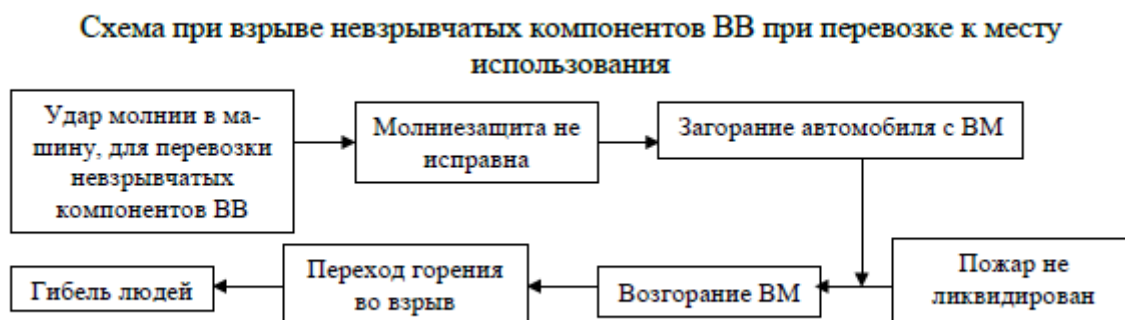 Схема при взрыве невзрывчатых компонентов ВВ при перевозке к месту
использования
Удар молнии в ма-
шину, для перевозки
невзрывчатых
компонентов ВВ
Молниезащита не
исправна
Загорание автомобиля с ВМ
Пожар не
ликвидирован
Возгорание ВМ
Переход горения
во взрыв
Гибель людей